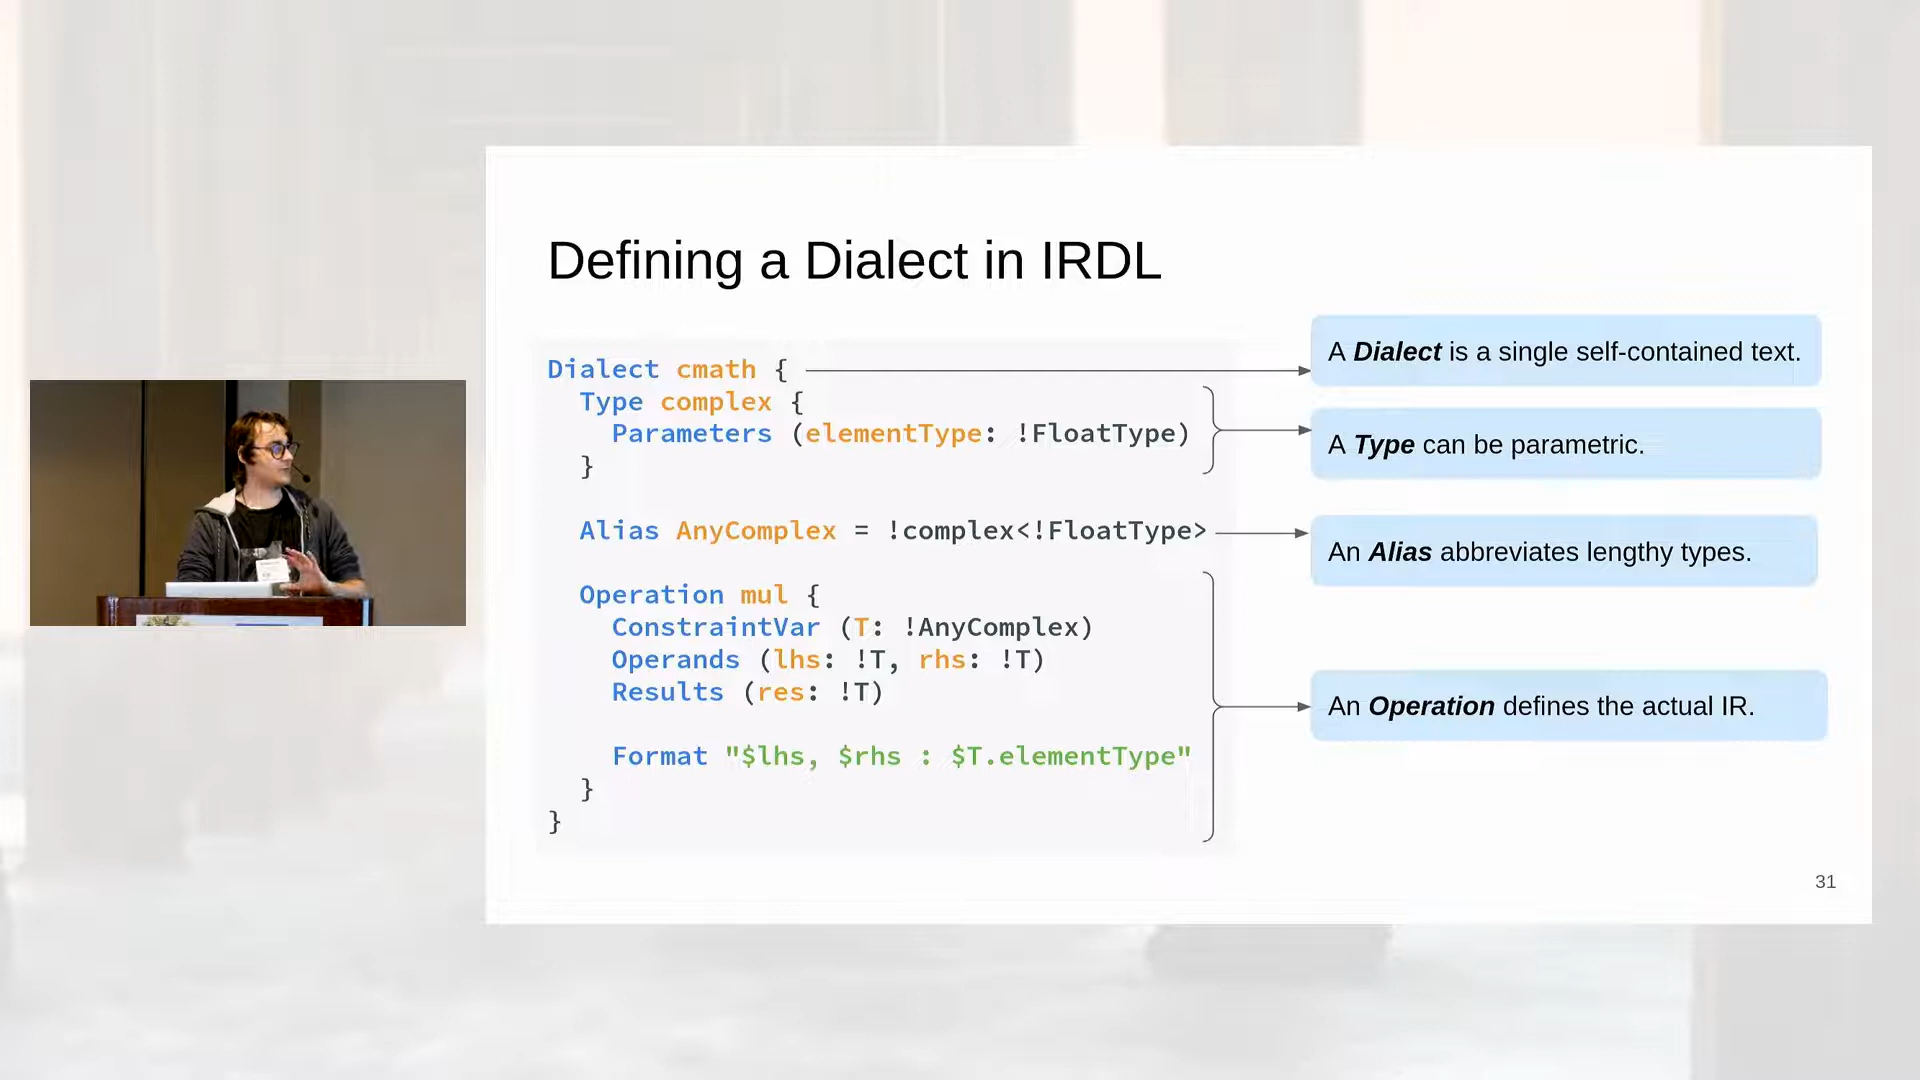 Defining a Dialect in IRDL
Dialect cmath {
Type complex {
Parameters (elementType: !FloatType)
}
Alias AnyComplex = !complex<!FloatType>
Operation mul {
ConstraintVar (T: !AnyComplex)
Operands (lhs: !T, rhs: !T)
Results (res: !T)
Format "$lhs, $rhs : $T.elementType"
}
}
A Dialect is a single self-contained text.
A Type can be parametric.
An Alias abbreviates lengthy types.
An Operation defines the actual IR.
31